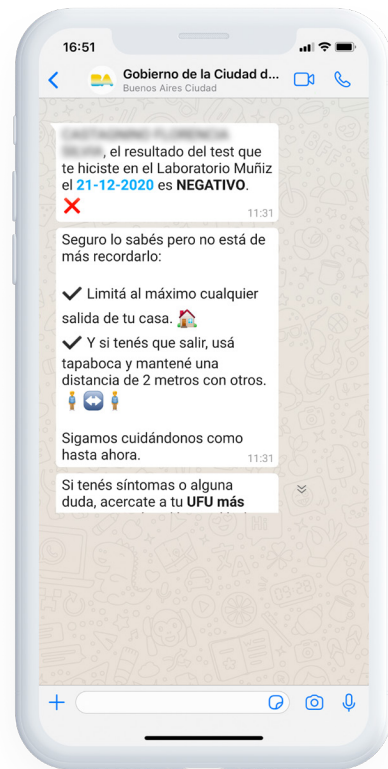 16:51
Gobierno de la Ciudad d...
Buenos Aires Ciudad
, el resultado del test que
te hiciste en el Laboratorio Muñiz
el 21-12-2020 es NEGATIVO.
11:31
Seguro lo sabés pero no está de
más recordarlo:
Limitá al máximo cualquier
salida de tu casa.
Y si tenés que salir, usá
tapaboca y mantené una
distancia de 2 metros con otros.
Sigamos cuidándonos como
hasta ahora.
11:31
Si tenés síntomas o alguna
duda, acercate a tu UFU más